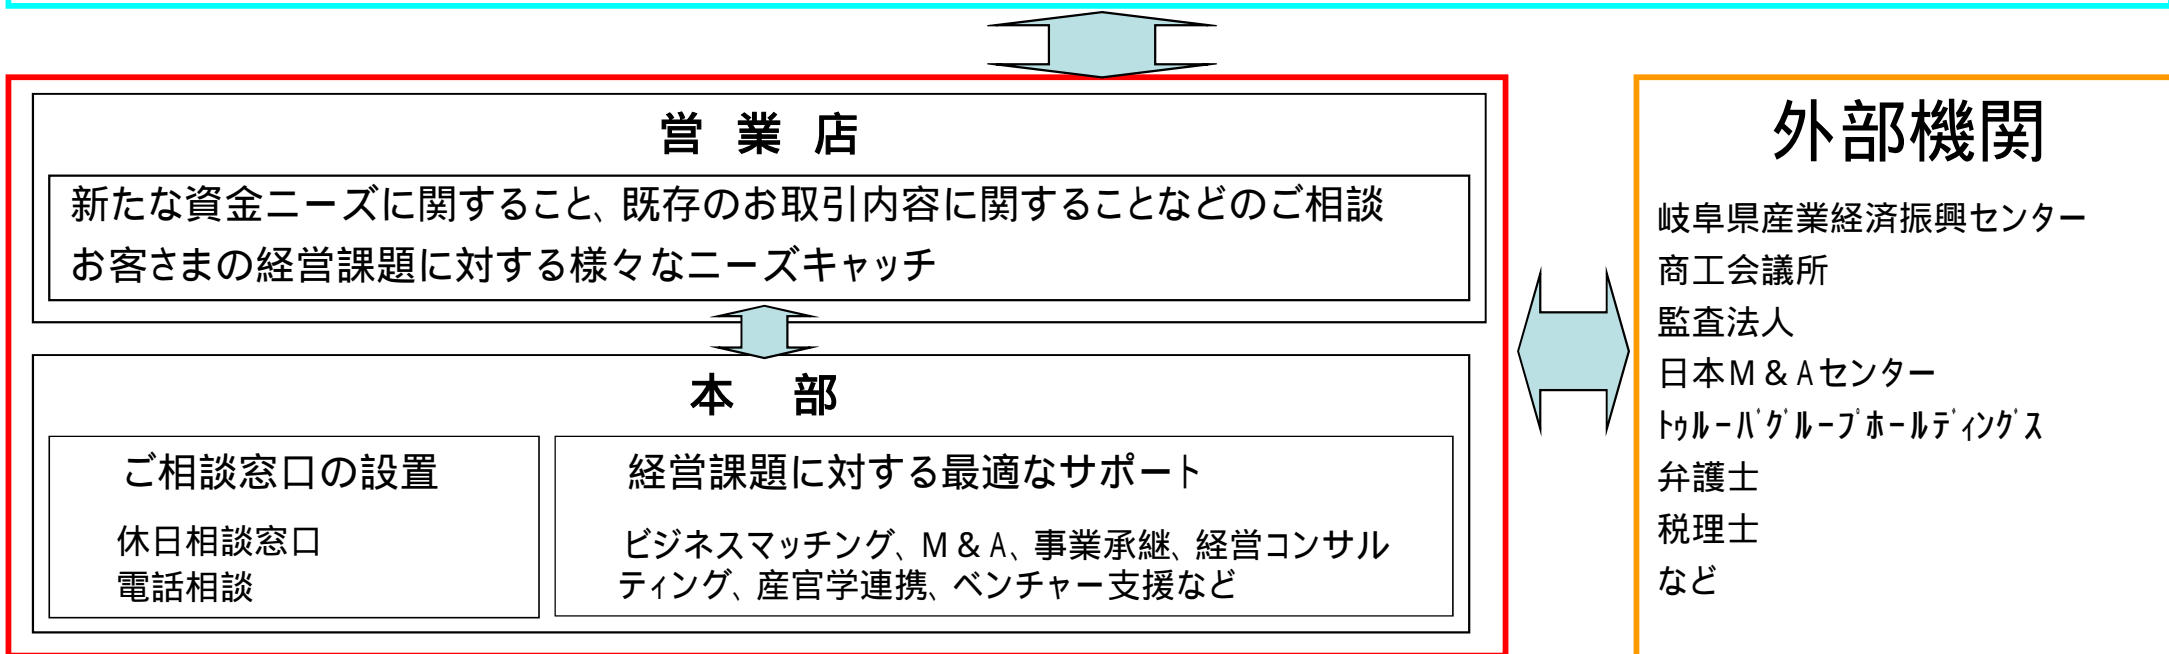 営 業 店
新たな資金ニーズに関すること、既存のお取引内容に関することなどのご相談
お客さまの経営課題に対する様々なニーズキャッチ
本 部
ご相談窓口の設置
休日相談窓口
電話相談
経営課題に対する最適なサポート
ビジネスマッチング、M&A、事業承継、経営コンサル
ティング、産官学連携、ベンチャー支援など
外部機関
岐阜県産業経済振興センター
商工会議所
監査法人
日本M&Aセンター
ﾄｩﾙｰﾊﾞｸﾞﾙｰﾌﾟﾎｰﾙﾃﾞｨﾝｸﾞｽ
弁護士
税理士
など